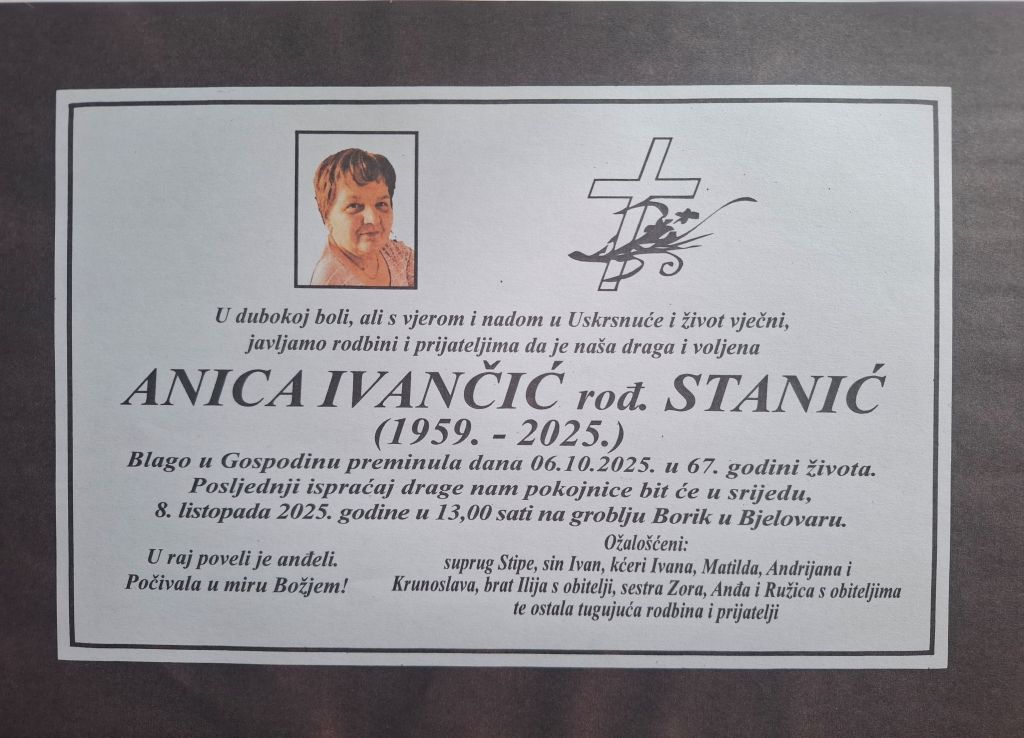 U dubokoj boli, ali s vjerom i nadom u Uskrsnuće i život vječni,
javljamo rodbini i prijateljima da je naša draga i voljena
ANICA IVANČIĆ rođ. STANIĆ
(1959. - 2025.)
Blago u Gospodinu preminula dana 06.10.2025. u 67. godini života.
Posljednji ispraćaj drage nam pokojnice bit će u srijedu,
8. listopada 2025. godine u 13,00 sati na groblju Borik u Bjelovaru.
U raj poveli je anđeli.
Počivala u miru Božjem!
Ožalošćeni:
suprug Stipe, sin Ivan, kćeri Ivana, Matilda, Andrijana i
Krunoslava, brat Ilija s obitelji, sestra Zora, Anđa i Ružica s obiteljima
te ostala tugujuća rodbina i prijatelji